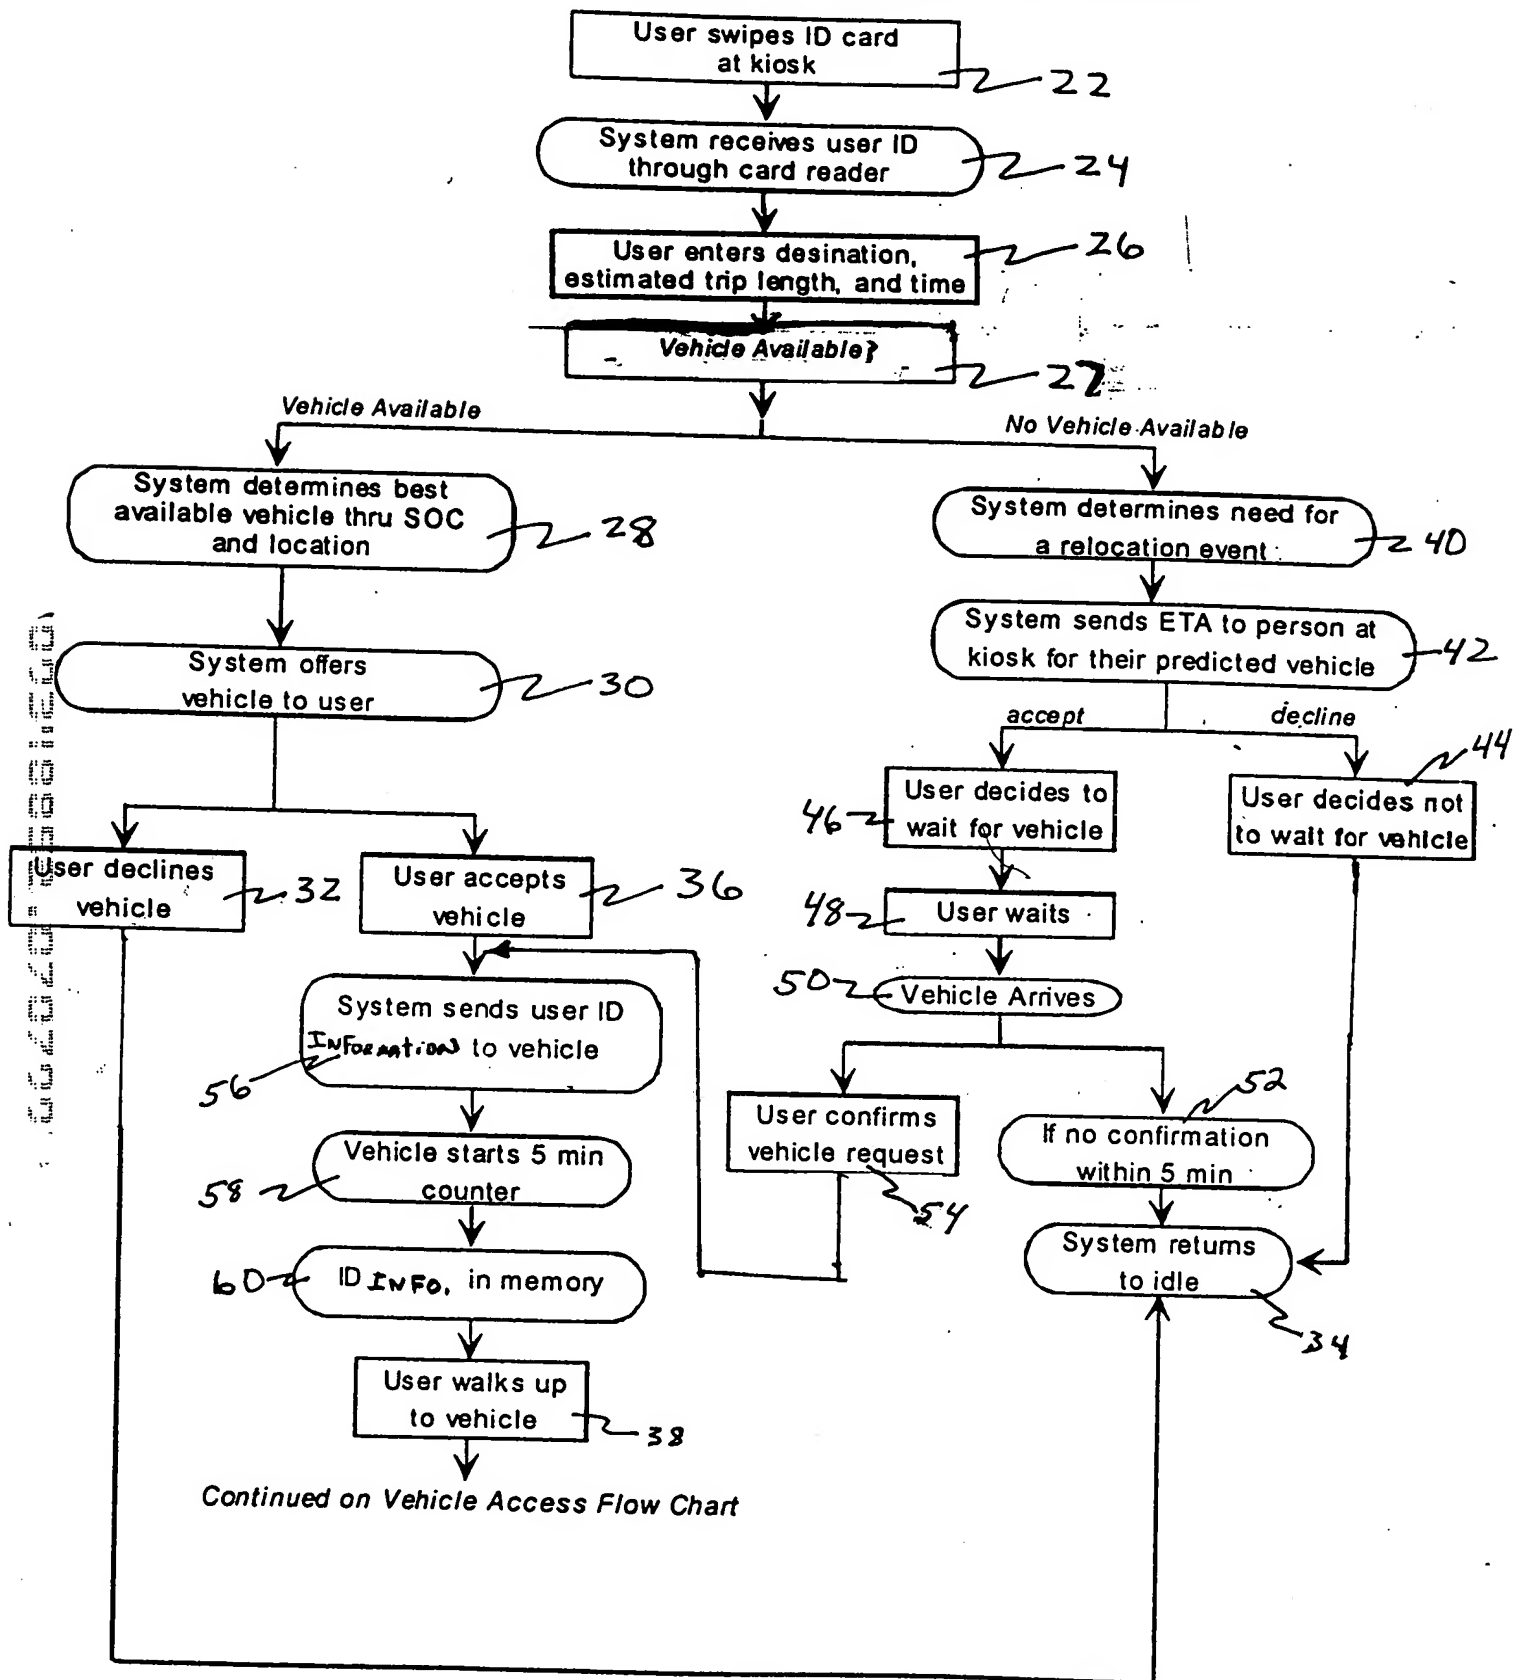 User swipes ID card
at kiosk
22
System receives user ID
through card reader
24
User enters desination,
estimated trip length, and time
26
Vehicle Available?
27
Vehicle Available
No Vehicle Available
System determines best
available vehicle thru SOC
and location
28
System determines need for
a relocation event
40
System sends ETA to person at
kiosk for their predicted vehicle
42
System offers
vehicle to user
30
accept
decline
User decides to
wait for vehicle
46
User decides not
to wait for vehicle
44
User declines
vehicle
32
User accepts
vehicle
36
User waits
48
Vehicle Arrives
50
System sends user ID
INFORMATION to vehicle
56
User confirms
vehicle request
54
If no confirmation
within 5 min
52
Vehicle starts 5 min
counter
58
System returns
to idle
34
ID INFO. in memory
60
User walks up
to vehicle
38
Continued on Vehicle Access Flow Chart